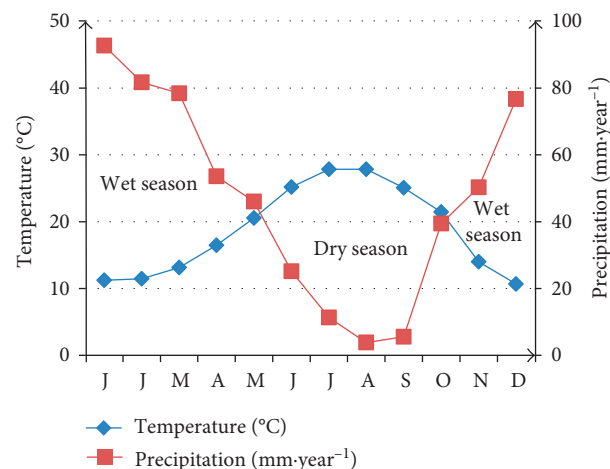 50
40
30
20
10
0
Temperature (°C)
100
80
60
40
20
0
Precipitation (mm·year⁻¹)
Wet season
Dry season
Wet
season
J J M A M J J A S O N D
Temperature (°C)
Precipitation (mm·year⁻¹)